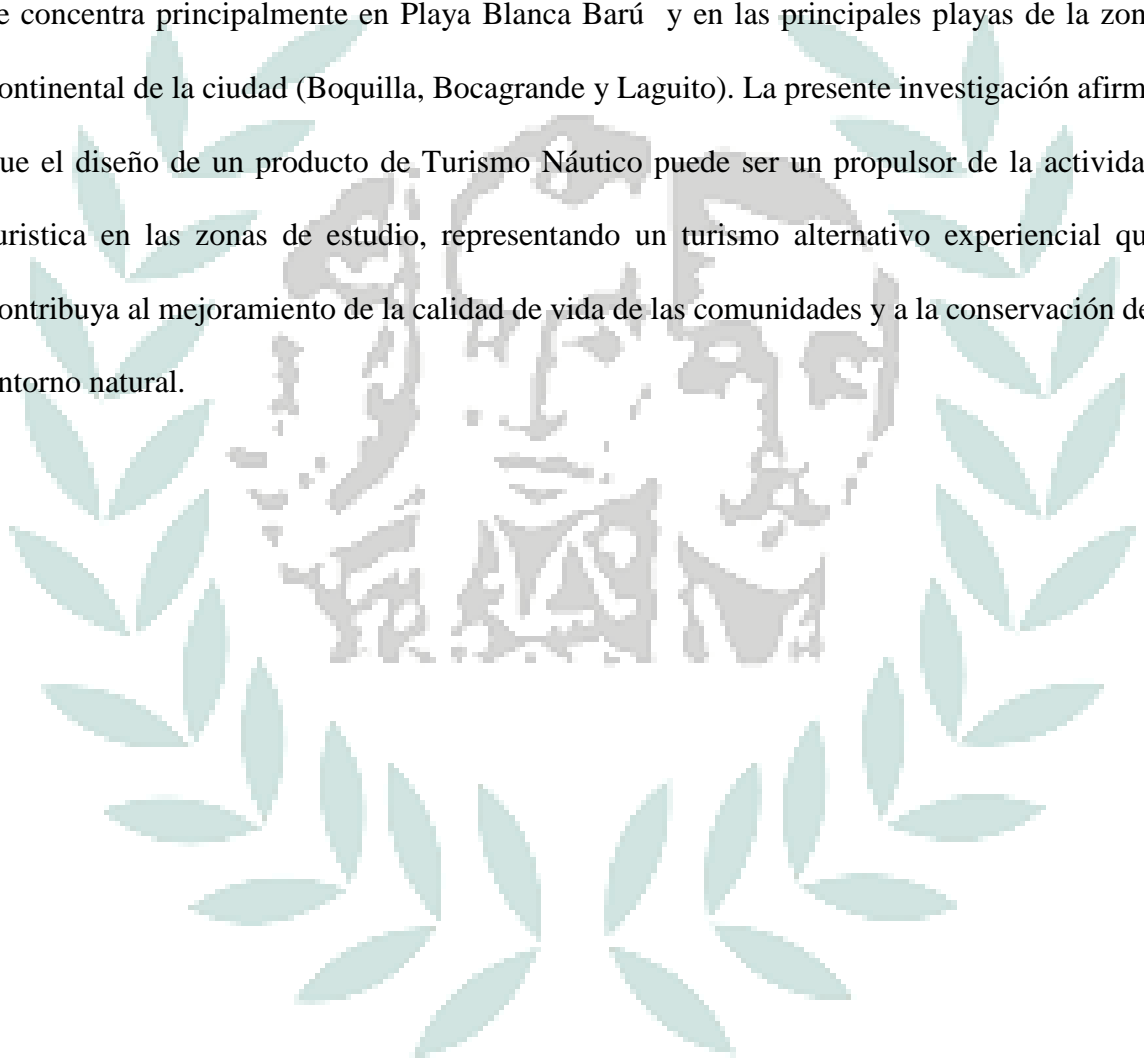 e concentra principalmente en Playa Blanca Barú y en las principales playas de la zon
ontinental de la ciudad (Boquilla, Bocagrande y Laguito). La presente investigación afirm
ue el diseño de un producto de Turismo Náutico puede ser un propulsor de la activida
uristica en las zonas de estudio, representando un turismo alternativo experiencial qu
ontribuya al mejoramiento de la calidad de vida de las comunidades y a la conservación de
ntorno natural.